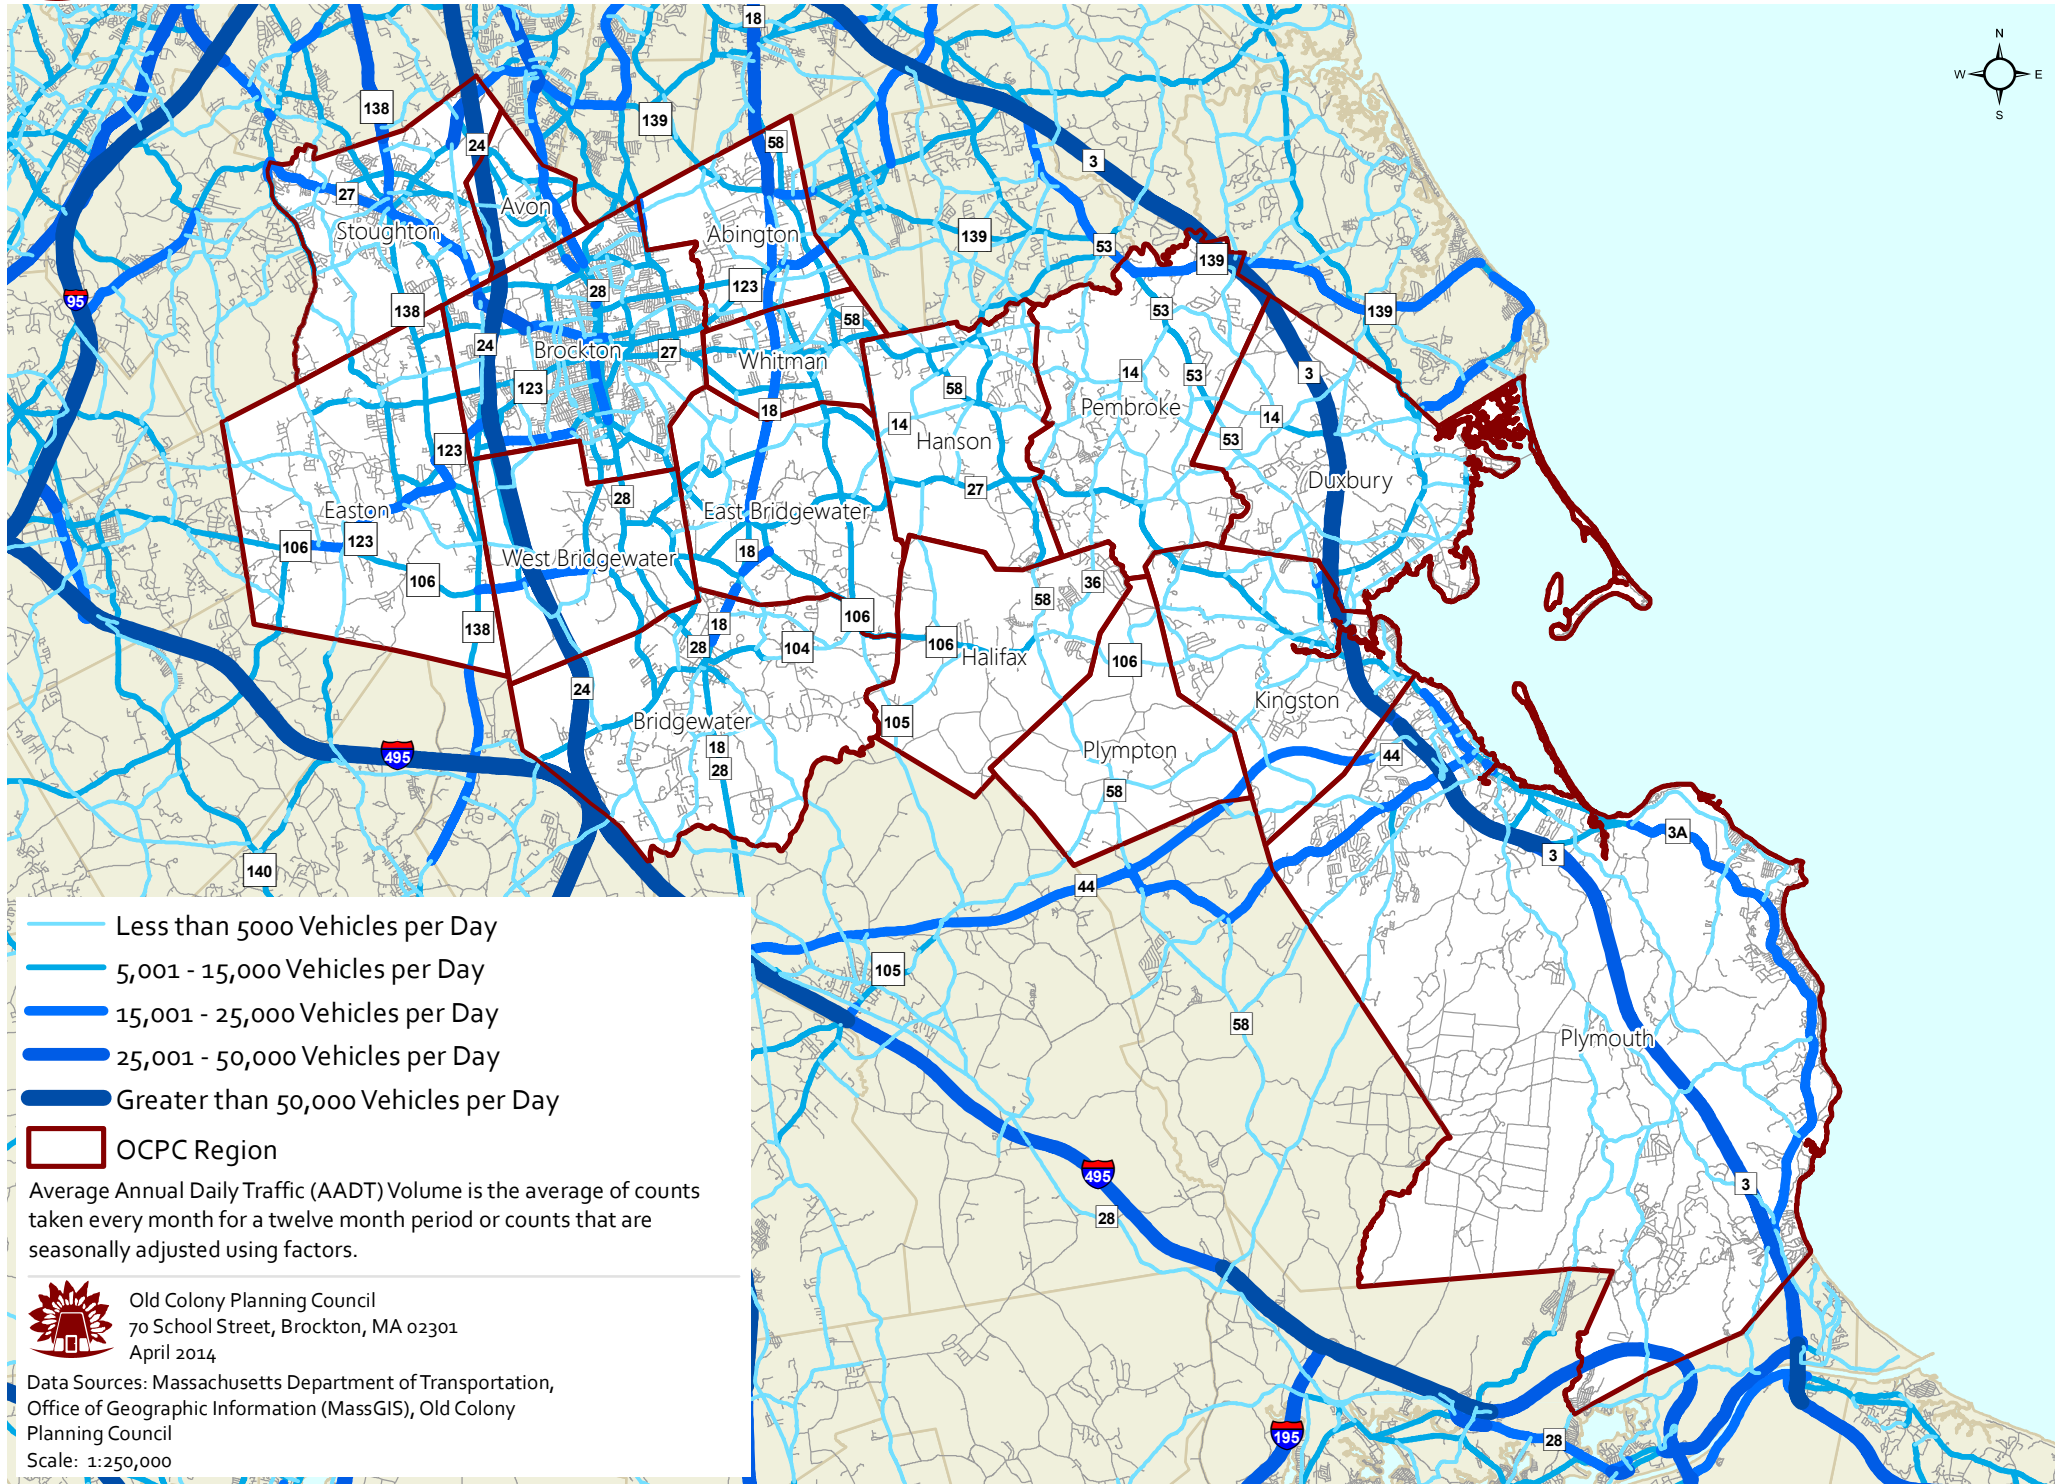 18
N
W E
S
138
139
24
58
3
27
Avon
Stoughton
Abington
139
53
139
95
28
123
138
53
139
58
24
Brockton
27
Whitman
14
53
3
123
58
18
14
Pembroke
14
123
Hanson
53
28
27
Duxbury
Easton
East Bridgewater
123
106
18
West Bridgewater
106
36
58
138
18
106
28
104
106
Halifax
106
24
Kingston
Bridgewater
105
18
Plympton
44
495
28
58
3A
3
140
44
Less than 5000 Vehicles per Day
5,001 - 15,000 Vehicles per Day
105
15,001 - 25,000 Vehicles per Day
58
25,001 - 50,000 Vehicles per Day
Plymouth
Greater than 50,000 Vehicles per Day
OCPC Region
495
3
Average Annual Daily Traffic (AADT) Volume is the average of counts
taken every month for a twelve month period or counts that are
seasonally adjusted using factors.
28
Old Colony Planning Council
70 School Street, Brockton, MA 02301
April 2014
Data Sources: Massachusetts Department of Transportation,
Office of Geographic Information (MassGIS), Old Colony
Planning Council
Scale: 1:250,000
195
28